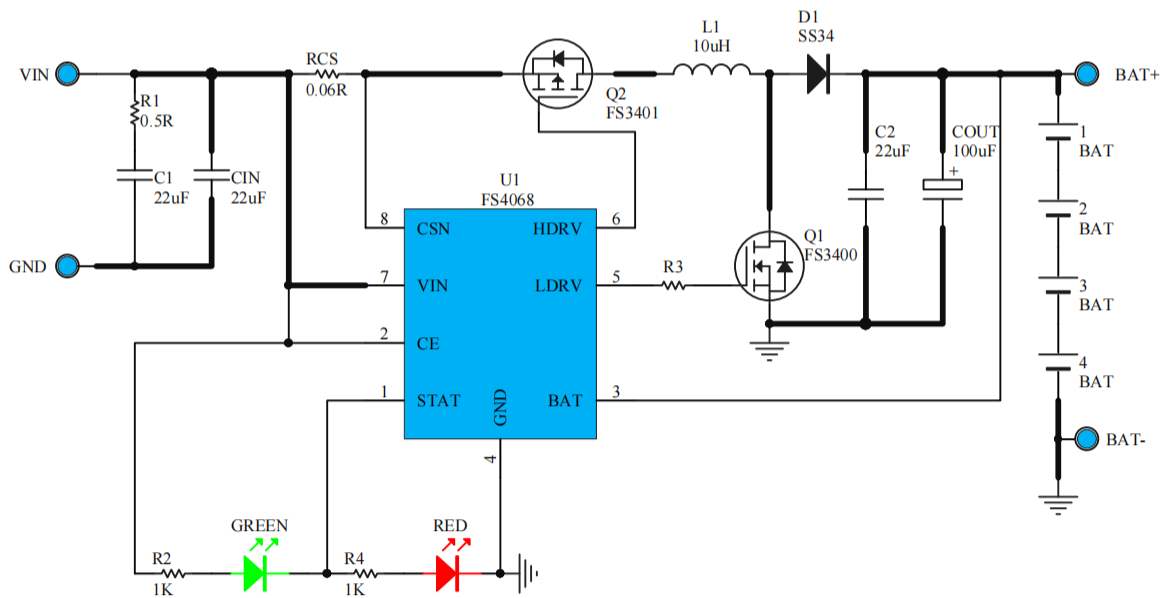 VIN
GND
R1
0.5R
C1
22uF
CIN
22uF
RCS
0.06R
Q2
FS3401
L1
10uH
D1
SS34
BAT+
C2
22uF
COUT
100uF
+
1
BAT
2
BAT
3
BAT
4
BAT
BAT-
U1
FS4068
8 CSN HDRV 6
7 VIN LDRV 5
2 CE
1 STAT GND BAT 3
4
R3
Q1
FS3400
GREEN
RED
R2
1K
R4
1K